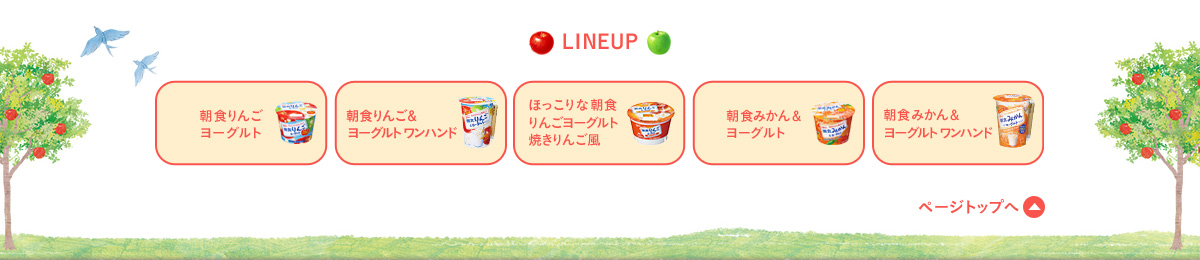 LINEUP
朝食りんご
ヨーグルト
朝食りんご&
ヨーグルト ワンハンド
ほっこりな 朝食
りんごヨーグルト
焼きりんご風
朝食みかん&
ヨーグルト
朝食みかん&
ヨーグルト ワンハンド
ページトップへ